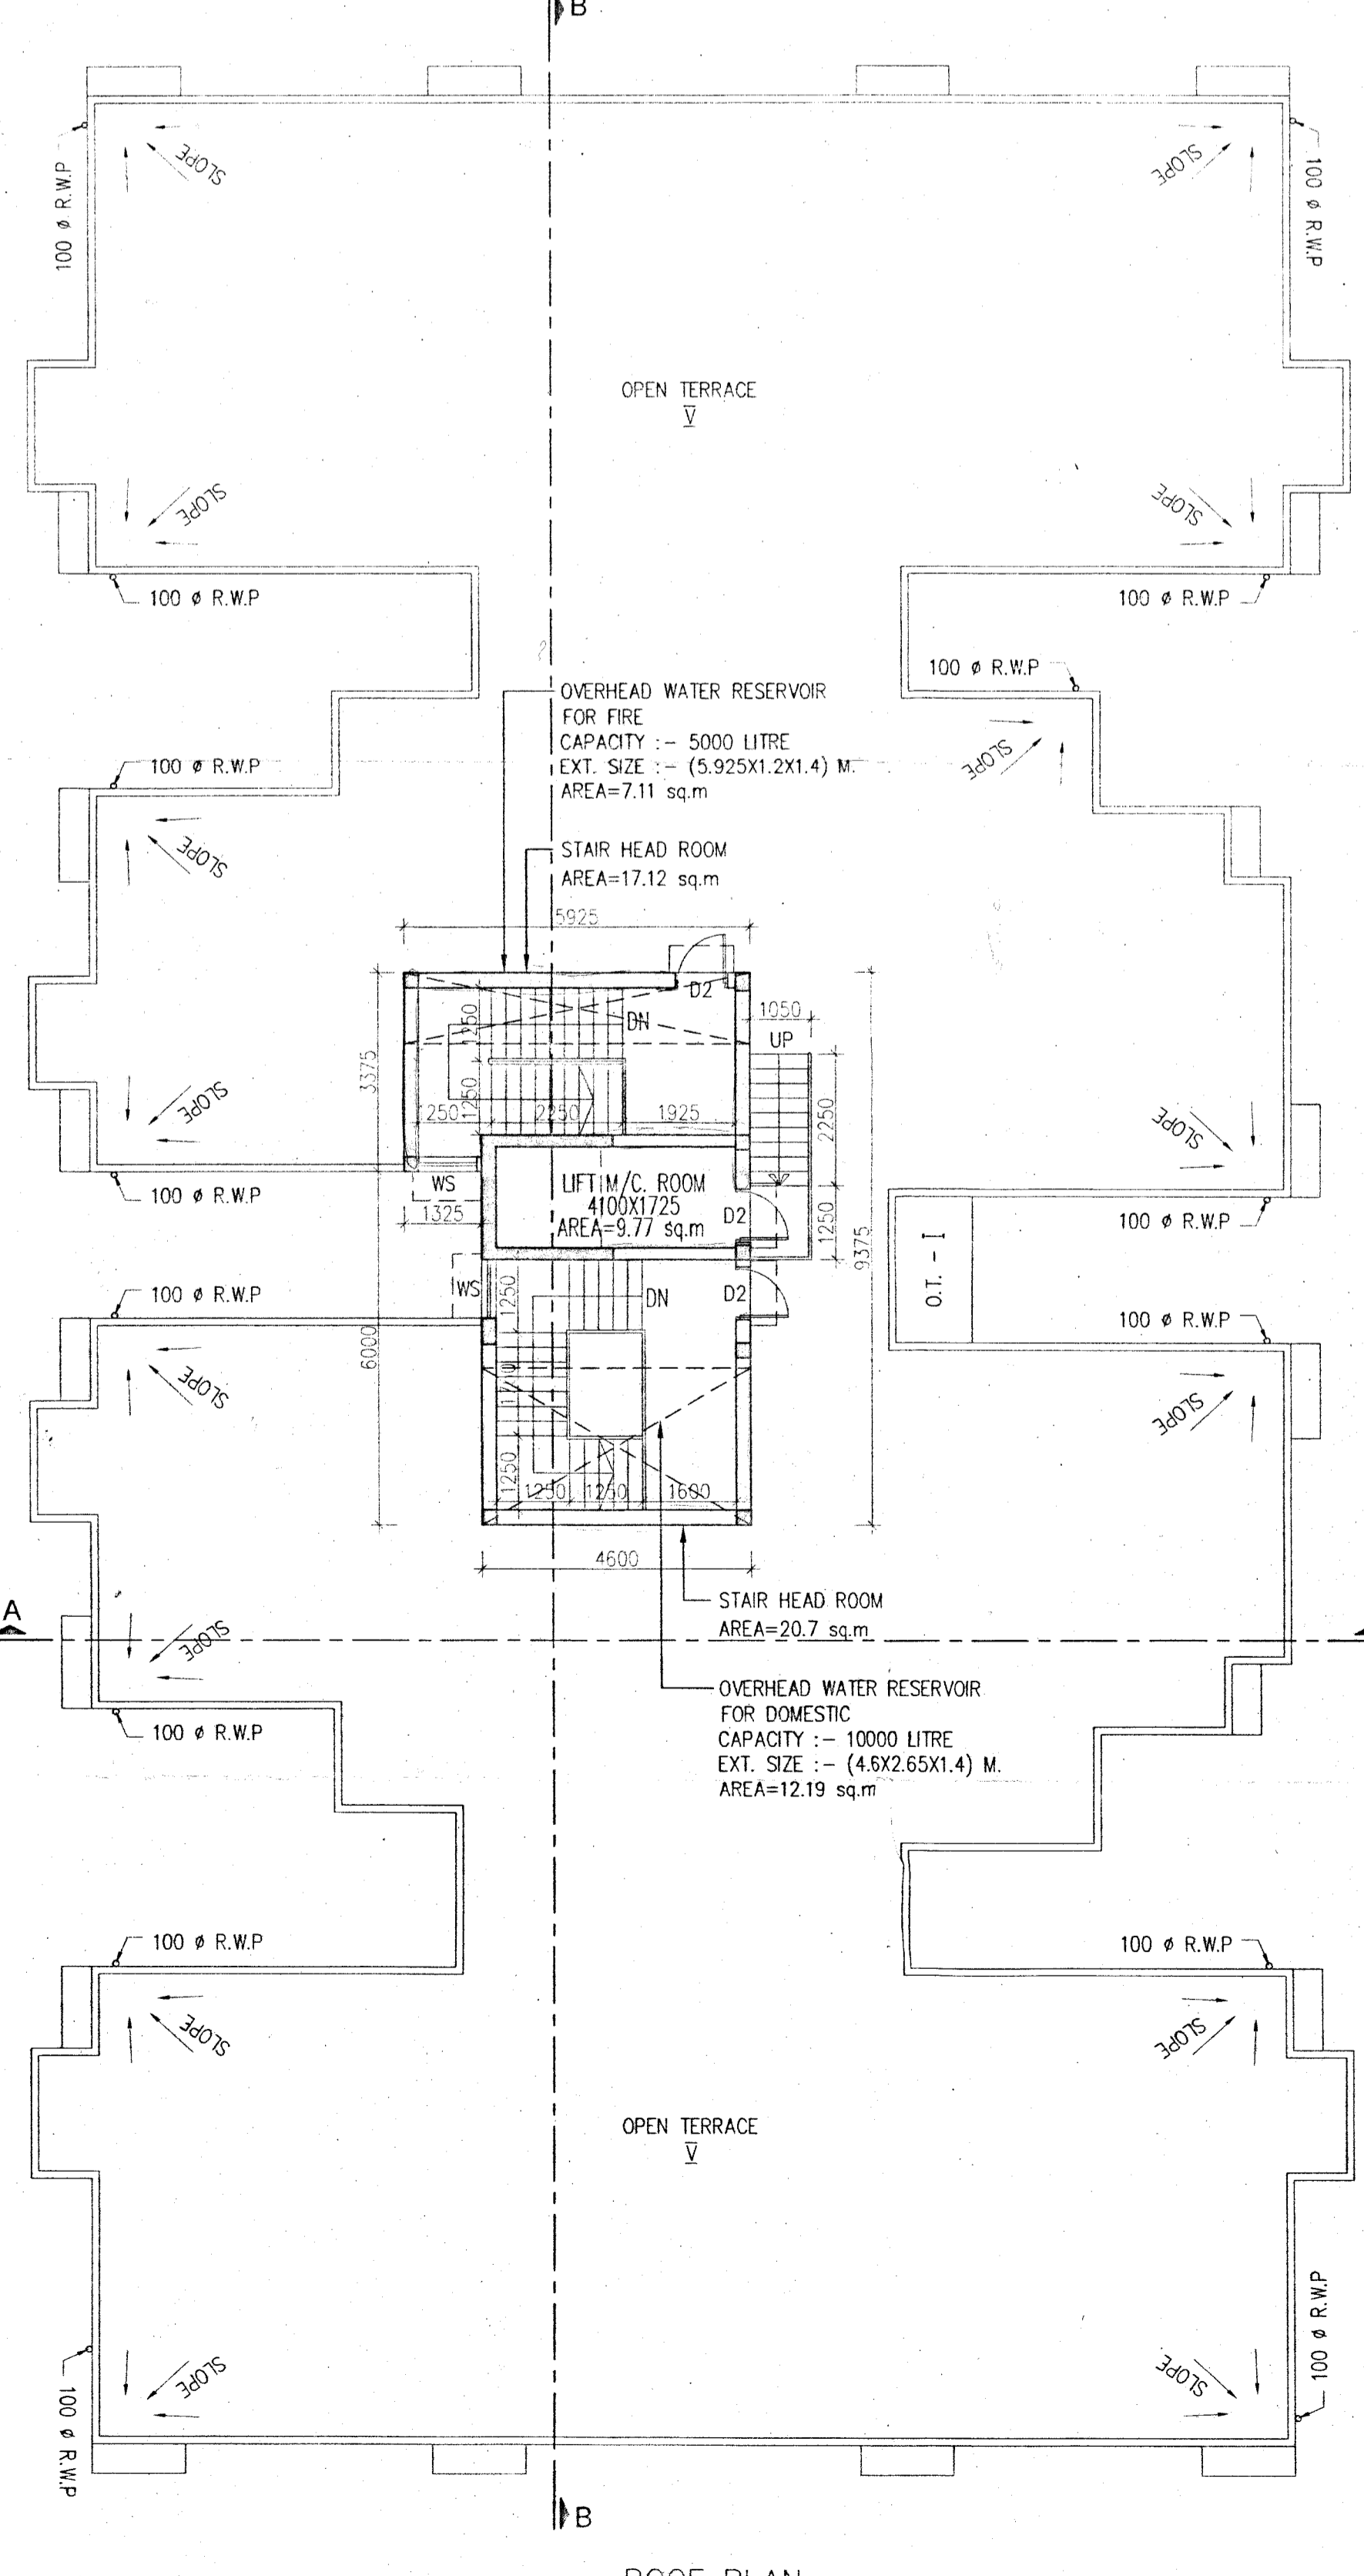 B
SLOPE
SLOPE
100 ø R.W.P
100 ø R.W.P
OPEN TERRACE
V
SLOPE
SLOPE
100 ø R.W.P
100 ø R.W.P
100 ø R.W.P
OVERHEAD WATER RESERVOIR
FOR FIRE
CAPACITY :- 5000 LITRE
EXT. SIZE :- (5.925X1.2X1.4) M.
AREA=7.11 sq.m
SLOPE
100 ø R.W.P
SLOPE
STAIR HEAD ROOM
AREA=17.12 sq.m
5925
D2
1050
DN
UP
1250
3375
1250
1250
2250
1925
2250
SLOPE
SLOPE
100 ø R.W.P
WS
LIFT M/C. ROOM
4100X1725
AREA=9.77 sq.m
1325
D2
1250
9375
100 ø R.W.P
O.T. - I
100 ø R.W.P
WS
1250
DN
D2
100 ø R.W.P
6000
SLOPE
SLOPE
1250
1250
1250
1600
4600
STAIR HEAD ROOM
AREA=20.7 sq.m
A
SLOPE
OVERHEAD WATER RESERVOIR
FOR DOMESTIC
CAPACITY :- 10000 LITRE
EXT. SIZE :- (4.6X2.65X1.4) M.
AREA=12.19 sq.m
100 ø R.W.P
100 ø R.W.P
100 ø R.W.P
SLOPE
SLOPE
OPEN TERRACE
V
SLOPE
SLOPE
100 ø R.W.P
100 ø R.W.P
B
ROOF PLAN